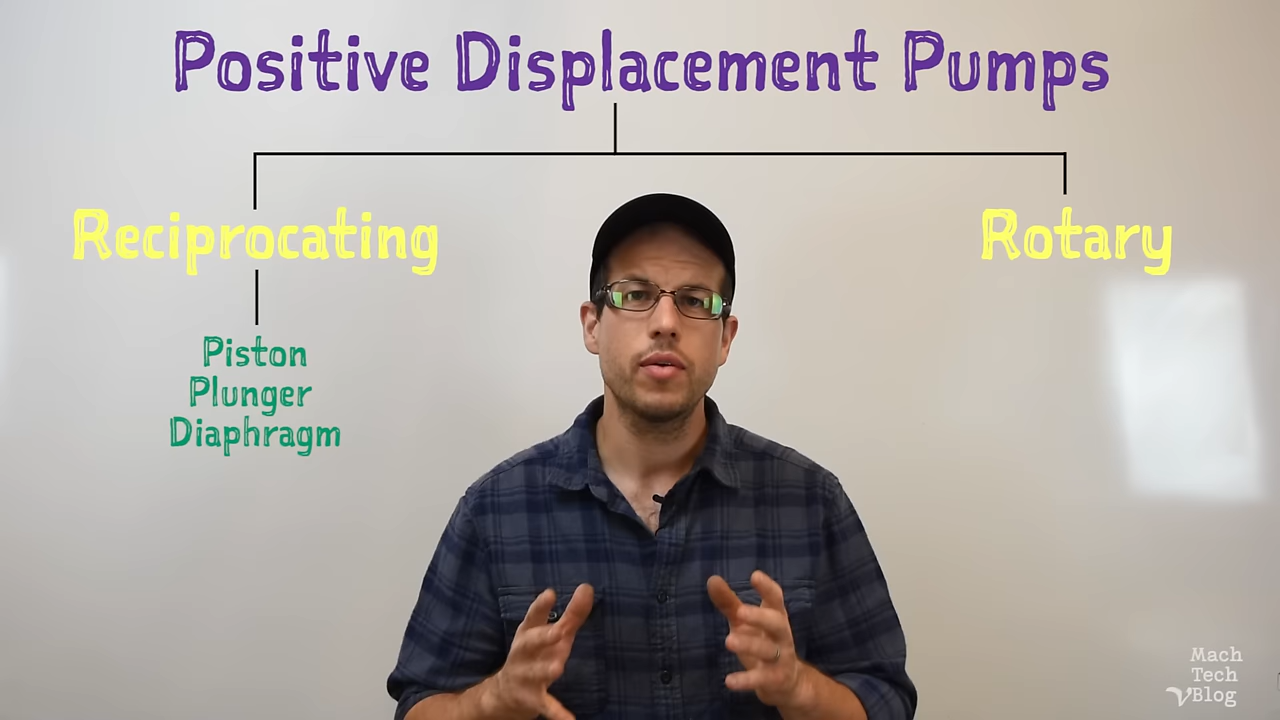 Positive Displacement Pumps
Reciprocating
Rotary
Piston
Plunger
Diaphragm
Mach
Tech
Blog